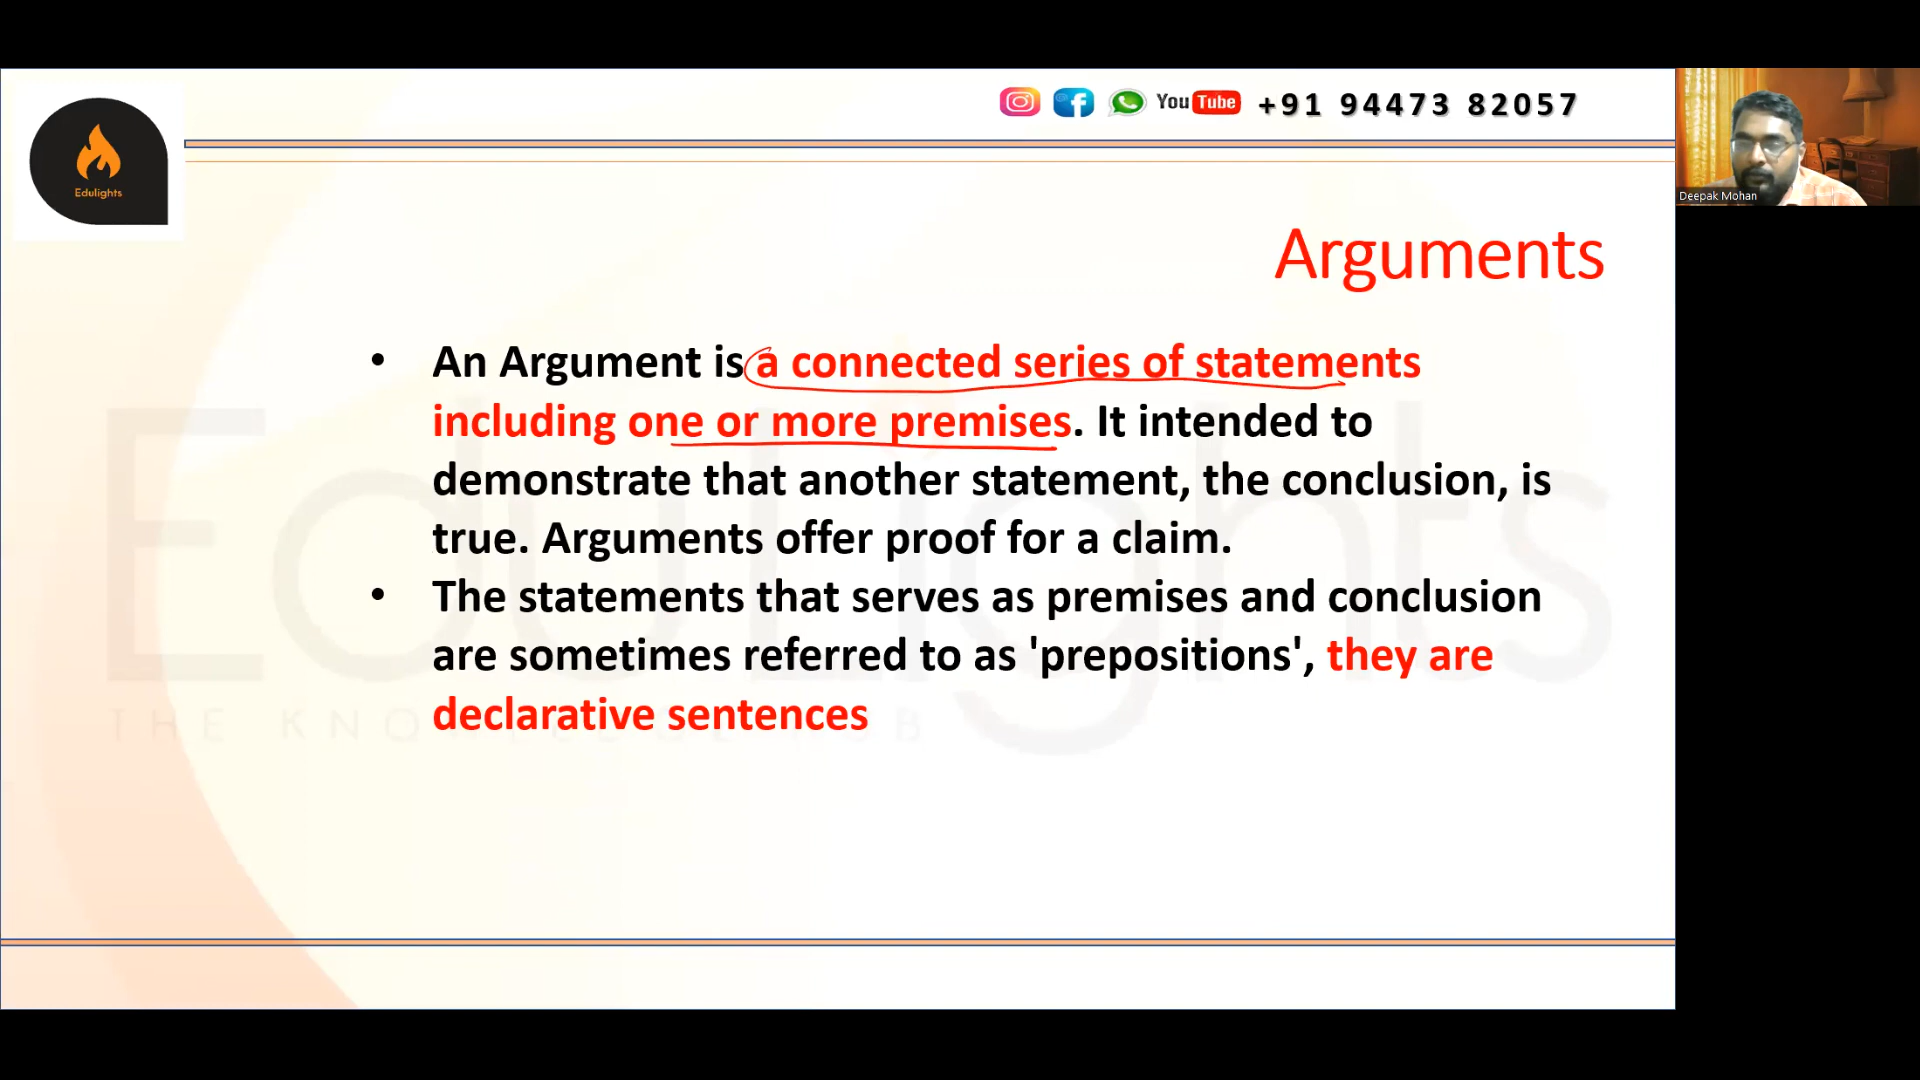 You Tube +91 94473 82057
Edulights
Deepak Mohan
Arguments
• An Argument is a connected series of statements
including one or more premises. It intended to
demonstrate that another statement, the conclusion, is
true. Arguments offer proof for a claim.
• The statements that serves as premises and conclusion
are sometimes referred to as 'prepositions', they are
declarative sentences
EduLights